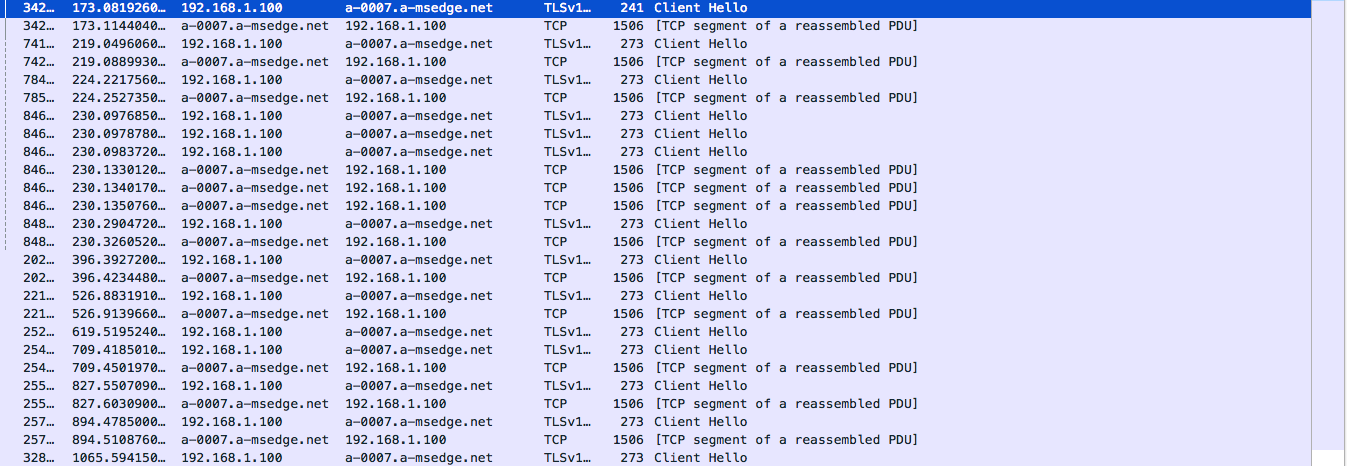 342… 173.0819260… 192.168.1.100 a-0007.a-msedge.net TLSv1… 241 Client Hello
342… 173.1144040… a-0007.a-msedge.net 192.168.1.100 TCP 1506 [TCP segment of a reassembled PDU]
741… 219.0496060… 192.168.1.100 a-0007.a-msedge.net TLSv1… 273 Client Hello
742… 219.0889930… a-0007.a-msedge.net 192.168.1.100 TCP 1506 [TCP segment of a reassembled PDU]
784… 224.2217560… 192.168.1.100 a-0007.a-msedge.net TLSv1… 273 Client Hello
785… 224.2527350… a-0007.a-msedge.net 192.168.1.100 TCP 1506 [TCP segment of a reassembled PDU]
846… 230.0976850… 192.168.1.100 a-0007.a-msedge.net TLSv1… 273 Client Hello
846… 230.0978780… 192.168.1.100 a-0007.a-msedge.net TLSv1… 273 Client Hello
846… 230.0983720… 192.168.1.100 a-0007.a-msedge.net TLSv1… 273 Client Hello
846… 230.1330120… a-0007.a-msedge.net 192.168.1.100 TCP 1506 [TCP segment of a reassembled PDU]
846… 230.1340170… a-0007.a-msedge.net 192.168.1.100 TCP 1506 [TCP segment of a reassembled PDU]
846… 230.1350760… a-0007.a-msedge.net 192.168.1.100 TCP 1506 [TCP segment of a reassembled PDU]
848… 230.2904720… 192.168.1.100 a-0007.a-msedge.net TLSv1… 273 Client Hello
848… 230.3260520… a-0007.a-msedge.net 192.168.1.100 TCP 1506 [TCP segment of a reassembled PDU]
202… 396.3927200… 192.168.1.100 a-0007.a-msedge.net TLSv1… 273 Client Hello
202… 396.4234480… a-0007.a-msedge.net 192.168.1.100 TCP 1506 [TCP segment of a reassembled PDU]
221… 526.8831910… 192.168.1.100 a-0007.a-msedge.net TLSv1… 273 Client Hello
221… 526.9139660… a-0007.a-msedge.net 192.168.1.100 TCP 1506 [TCP segment of a reassembled PDU]
252… 619.5195240… 192.168.1.100 a-0007.a-msedge.net TLSv1… 273 Client Hello
254… 709.4185010… 192.168.1.100 a-0007.a-msedge.net TLSv1… 273 Client Hello
254… 709.4501970… a-0007.a-msedge.net 192.168.1.100 TCP 1506 [TCP segment of a reassembled PDU]
255… 827.5507090… 192.168.1.100 a-0007.a-msedge.net TLSv1… 273 Client Hello
255… 827.6030900… a-0007.a-msedge.net 192.168.1.100 TCP 1506 [TCP segment of a reassembled PDU]
257… 894.4785000… 192.168.1.100 a-0007.a-msedge.net TLSv1… 273 Client Hello
257… 894.5108760… a-0007.a-msedge.net 192.168.1.100 TCP 1506 [TCP segment of a reassembled PDU]
328… 1065.594150… 192.168.1.100 a-0007.a-msedge.net TLSv1… 273 Client Hello